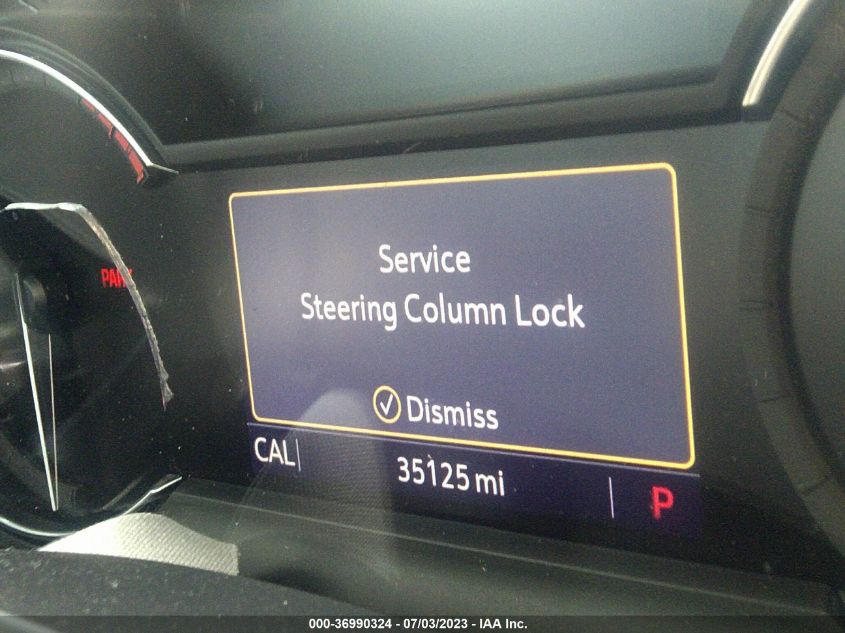 Service
Steering Column Lock
Dismiss
PARK
CAL
35125 mi
P
000-36990324 - 07/03/2023 - IAA Inc.